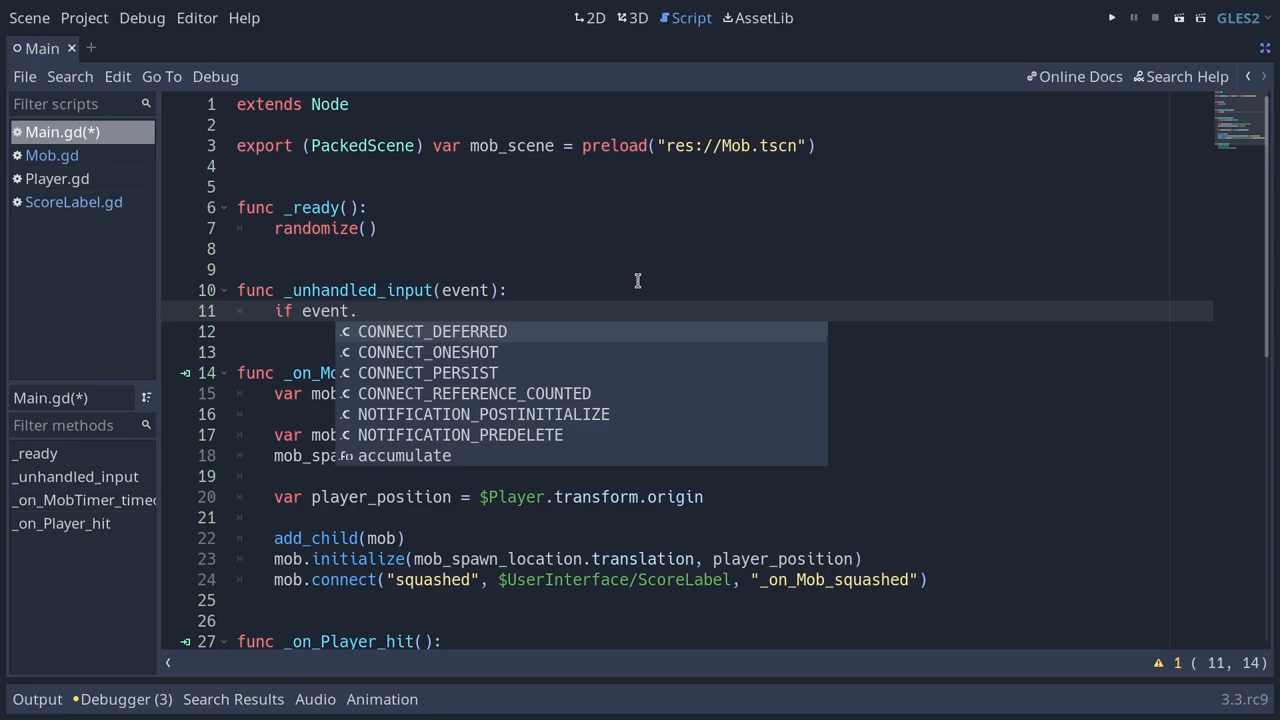 Scene Project Debug Editor Help 2D 3D Script AssetLib GLES2
Main
File Search Edit Go To Debug Online Docs Search Help
Filter scripts
Main.gd(*)
Mob.gd
Player.gd
ScoreLabel.gd
Main.gd(*)
Filter methods
_ready
_unhandled_input
_on_MobTimer_timeo
_on_Player_hit
1 extends Node
2
3 export (PackedScene) var mob_scene = preload("res://Mob.tscn")
4
5
6 func _ready():
7 randomize()
8
9
10 func _unhandled_input(event):
11 if event.
12
13
14 func _on_Mo
15 var mob
16
17 var mob
18 mob_spa
19
20 var player_position = $Player.transform.origin
21
22 add_child(mob)
23 mob.initialize(mob_spawn_location.translation, player_position)
24 mob.connect("squashed", $UserInterface/ScoreLabel, "_on_Mob_squashed")
25
26
27 func _on_Player_hit():
.C CONNECT_DEFERRED
.C CONNECT_ONESHOT
.C CONNECT_PERSIST
.C CONNECT_REFERENCE_COUNTED
.C NOTIFICATION_POSTINITIALIZE
.C NOTIFICATION_PREDELETE
accumulate
1 ( 11, 14)
Output Debugger (3) Search Results Audio Animation 3.3.rc9